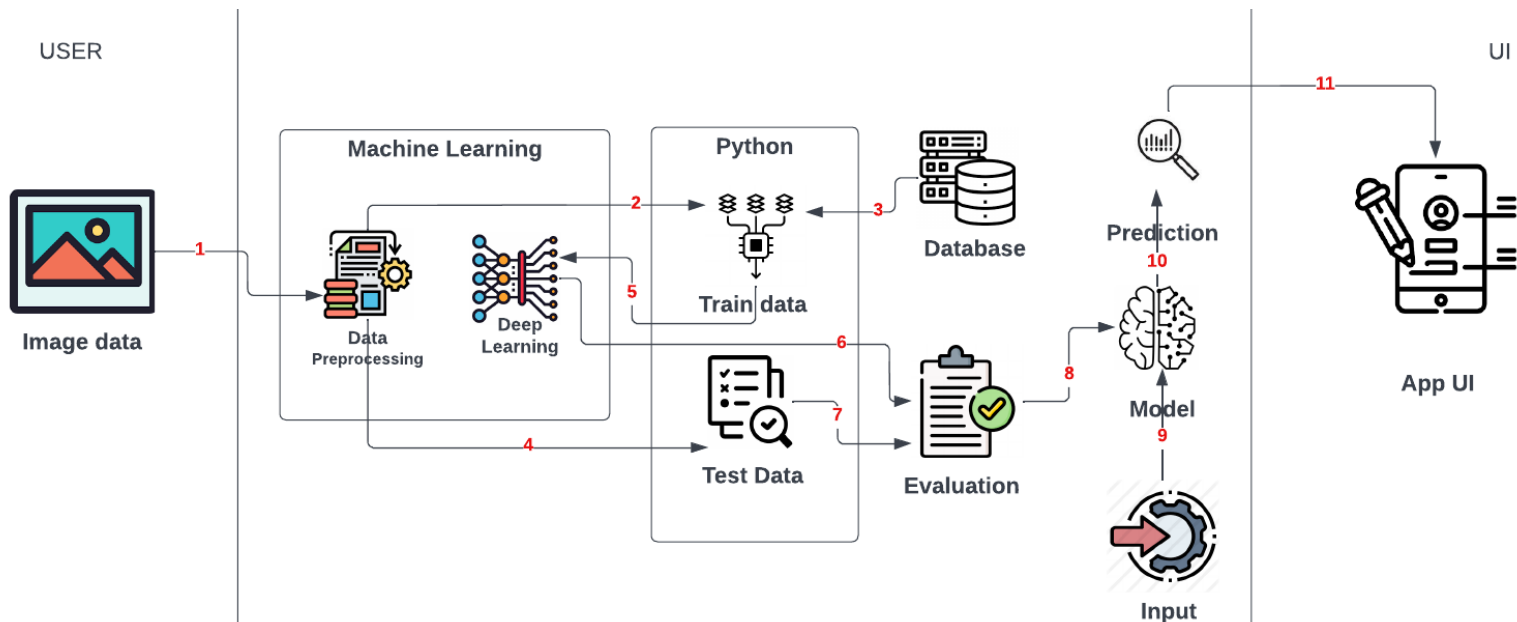 USER
UI
11
Machine Learning
Python
2
3
Database
Prediction
10
1
5
Train data
Image data
Data
Preprocessing
Deep
Learning
6
8
App UI
Model
7
9
4
Test Data
Evaluation
Input